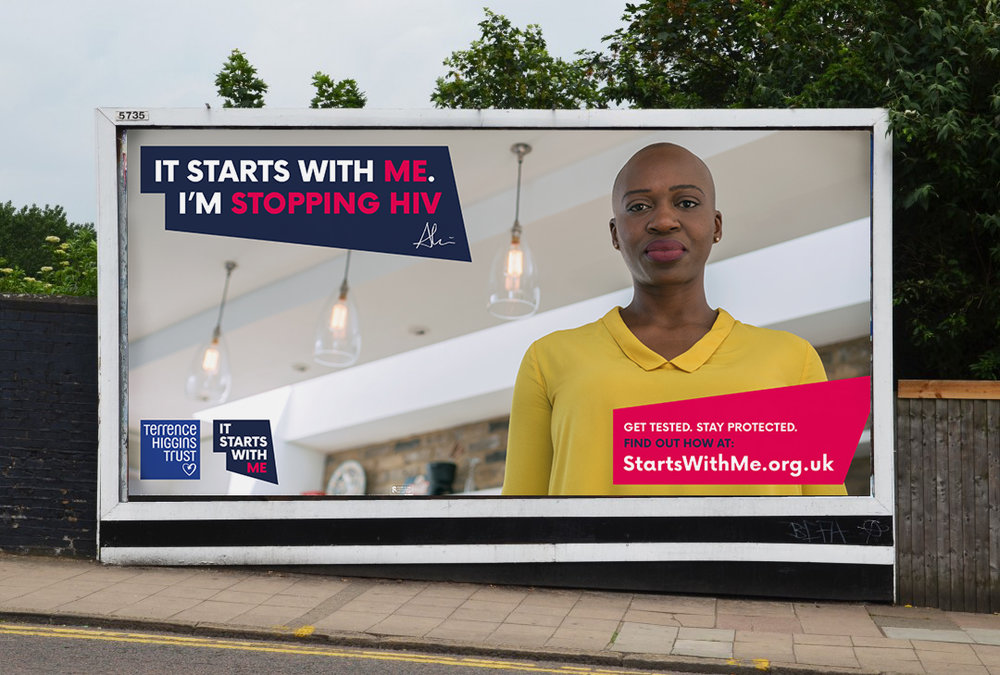 5735
IT STARTS WITH ME.
I'M STOPPING HIV
Terrence
HIGGINS
TRUST
IT
STARTS
WITH
ME
GET TESTED. STAY PROTECTED.
FIND OUT HOW AT:
StartsWithMe.org.uk